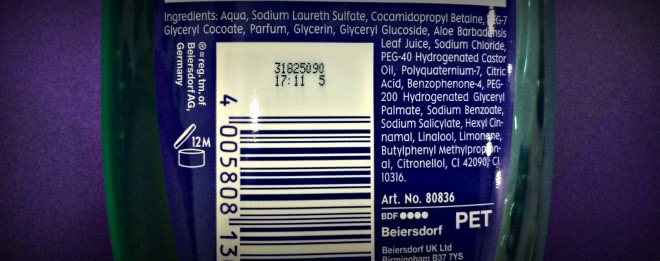 Ingredients: Aqua, Sodium Laureth Sulfate, Cocamidopropyl Betaine, PEG-7
Glyceryl Cocoate, Parfum, Glycerin, Glyceryl Glucoside, Aloe Barbadensis
Leaf Juice, Sodium Chloride,
PEG-40 Hydrogenated Castor
Oil, Polyquaternium-7, Citric
Acid, Benzophenone-4, PEG-
200 Hydrogenated Glyceryl
Palmate, Sodium Benzoate,
Sodium Salicylate, Hexyl Cin-
namal, Linalool, Limonene,
Butylphenyl Methylpropion-
al, Citronellol, CI 42090, CI
10316.
Art. No. 80836
BDF
Beiersdorf
PET
Beiersdorf UK Ltd
Birmingham B37 7YS
®=reg. tm. of
Beiersdorf AG,
Germany
12M
31825090
17:11 5
4 005808 13